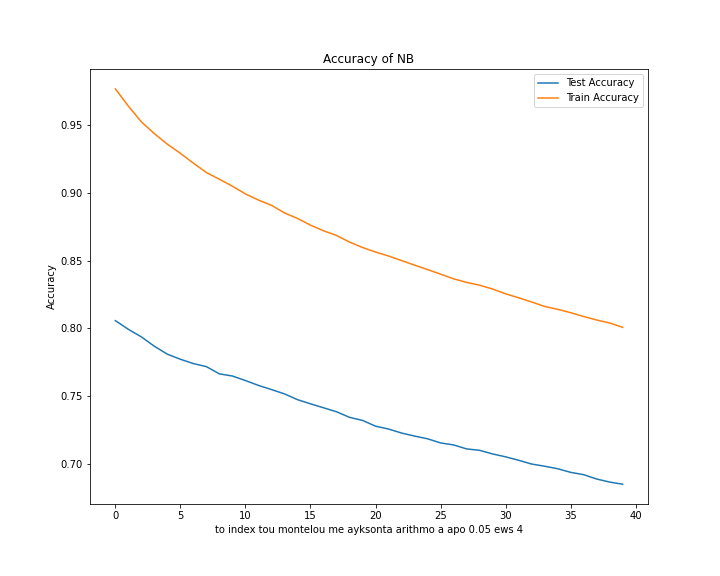 Accuracy of NB
Test Accuracy
Train Accuracy
Accuracy
0.95
0.90
0.85
0.80
0.75
0.70
0 5 10 15 20 25 30 35 40
to index tou montelou me ayksonta arithmo a apo 0.05 ews 4